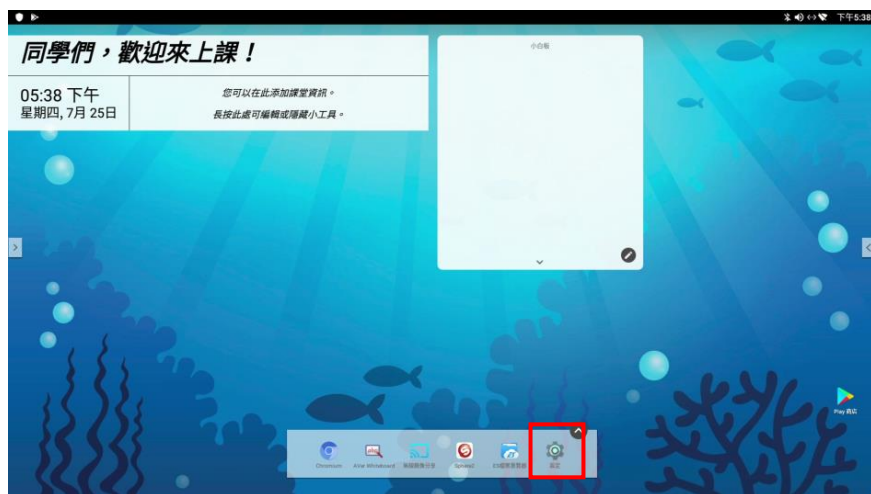 下午5:38
同學們，歡迎來上課！
05:38 下午
星期四, 7月 25日
您可以在此添加課堂資訊。
長按此處可編輯或隱藏小工具。
小白板
Play 商店
Chromium
xTar Whiteboard
設定